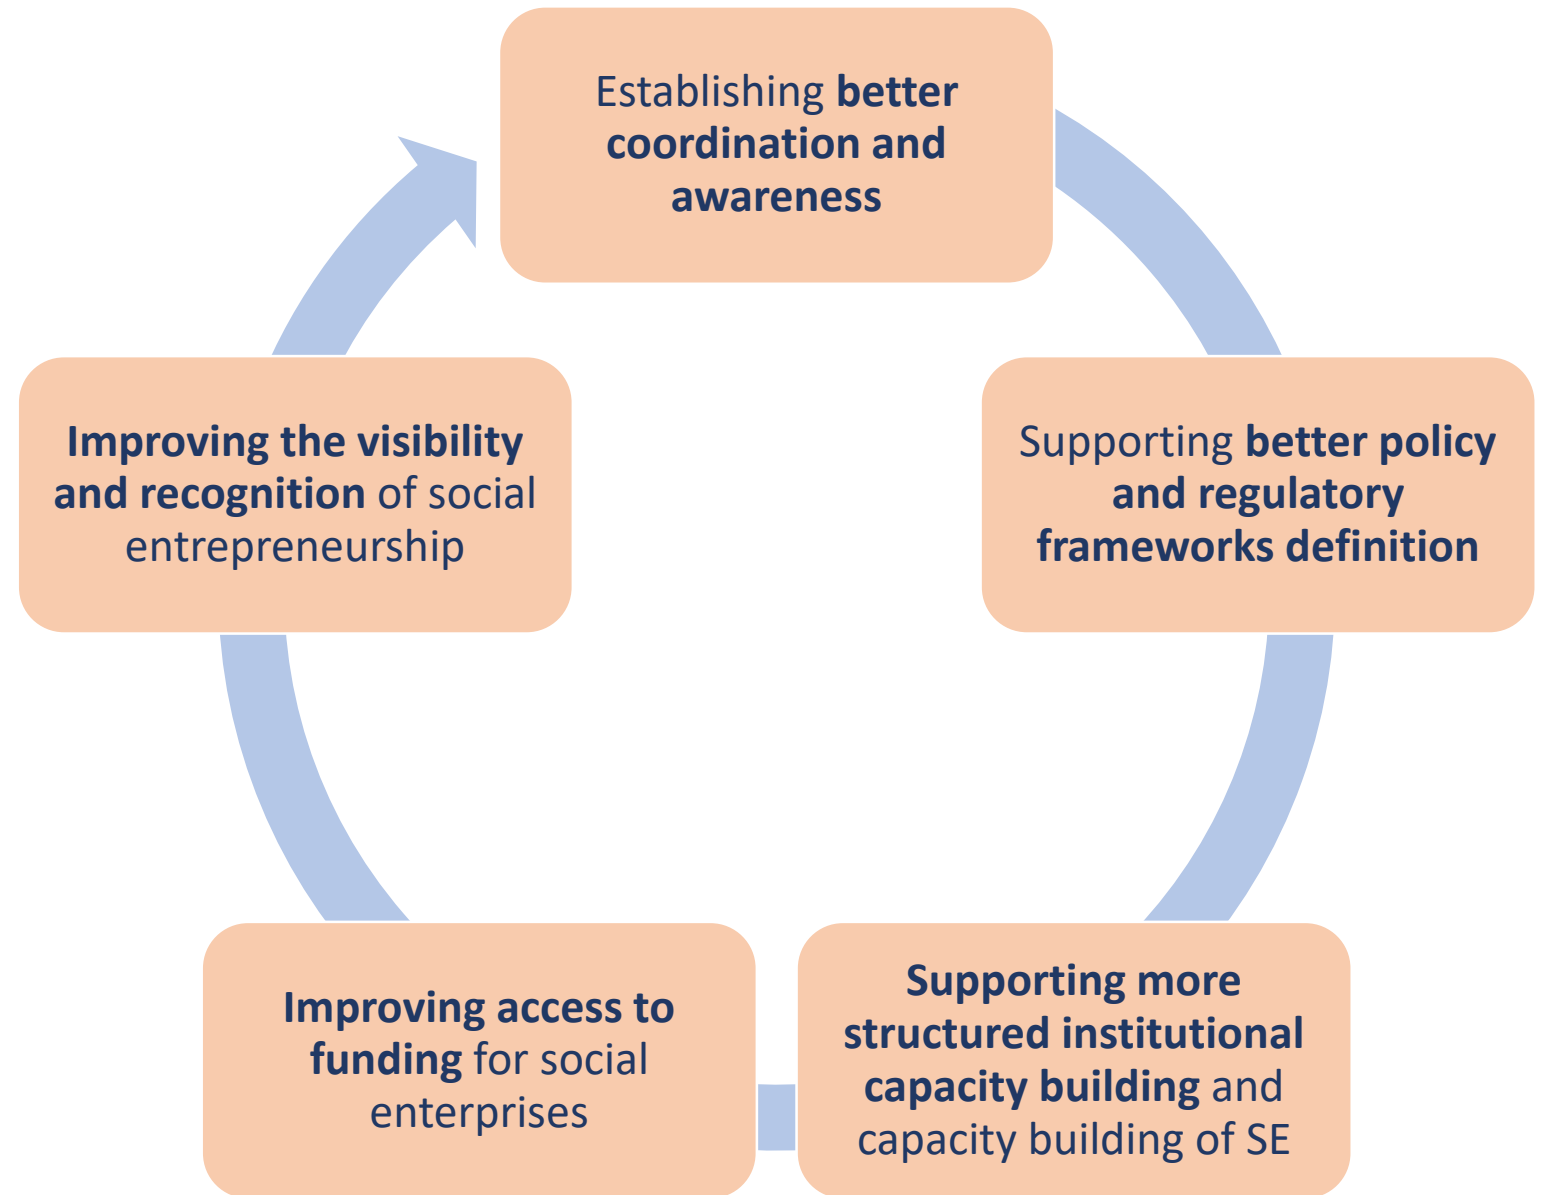 Establishing better
coordination and
awareness
Supporting better policy
and regulatory
frameworks definition
Supporting more
structured institutional
capacity building and
capacity building of SE
Improving access to
funding for social
enterprises
Improving the visibility
and recognition of social
entrepreneurship